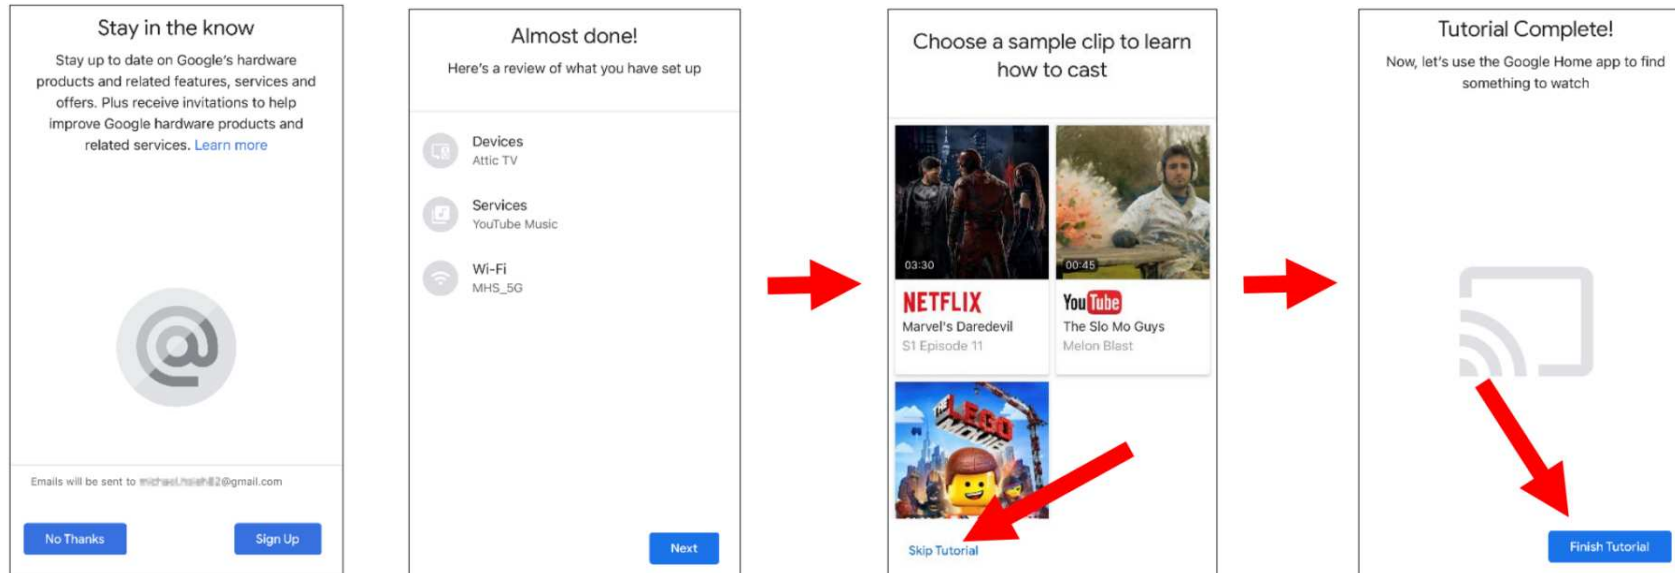 Stay in the know
Stay up to date on Google's hardware
products and related features, services and
offers. Plus receive invitations to help
improve Google hardware products and
related services. Learn more
Emails will be sent to @gmail.com
No Thanks
Sign Up
Almost done!
Here's a review of what you have set up
Devices
Attic TV
Services
YouTube Music
Wi-Fi
MHS_5G
Next
Choose a sample clip to learn
how to cast
03:30
NETFLIX
Marvel's Daredevil
S1 Episode 11
00:45
YouTube
The Slo Mo Guys
Melon Blast
THE
LEGO
MOVIE
Skip Tutorial
Tutorial Complete!
Now, let's use the Google Home app to find
something to watch
Finish Tutorial